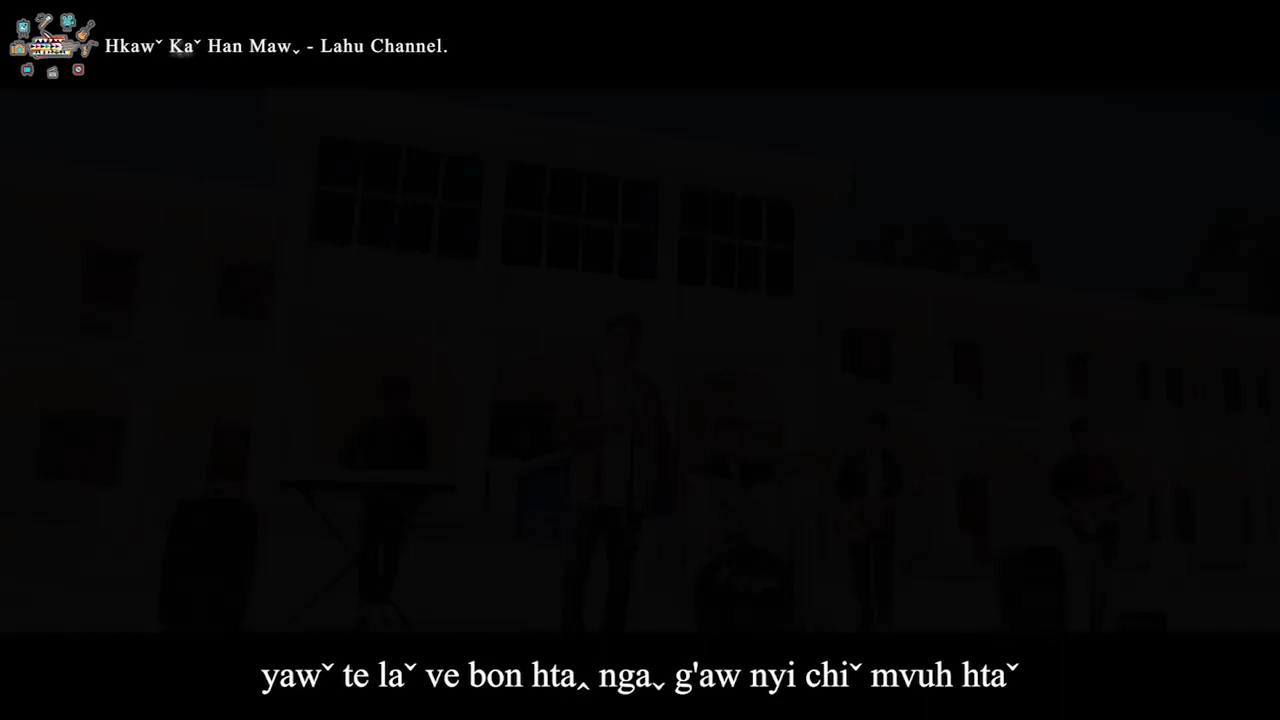 Hkawˇ Kaˇ Han Maw˯ - Lahu Channel.
yawˇ te laˇ ve bon hta˰ nga˯ g'aw nyi chiˇ mvuh htaˇ